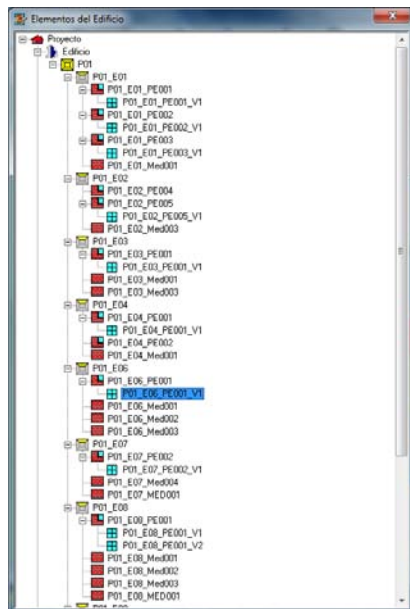 Elementos del Edificio
Proyecto
Edificio
P01
P01_E01
P01_E01_PE001
P01_E01_PE001_V1
P01_E01_PE002
P01_E01_PE002_V1
P01_E01_PE003
P01_E01_PE003_V1
P01_E01_Med001
P01_E02
P01_E02_PE004
P01_E02_PE005
P01_E02_PE005_V1
P01_E02_Med003
P01_E03
P01_E03_PE001
P01_E03_PE001_V1
P01_E03_Med001
P01_E03_Med003
P01_E04
P01_E04_PE001
P01_E04_PE001_V1
P01_E04_PE002
P01_E04_Med001
P01_E06
P01_E06_PE001
P01_E06_PE001_V1
P01_E06_Med001
P01_E06_Med002
P01_E06_Med003
P01_E07
P01_E07_PE002
P01_E07_PE002_V1
P01_E07_Med004
P01_E07_MED001
P01_E08
P01_E08_PE001
P01_E08_PE001_V1
P01_E08_PE001_V2
P01_E08_Med001
P01_E08_Med002
P01_E08_Med003
P01_E08_MED001